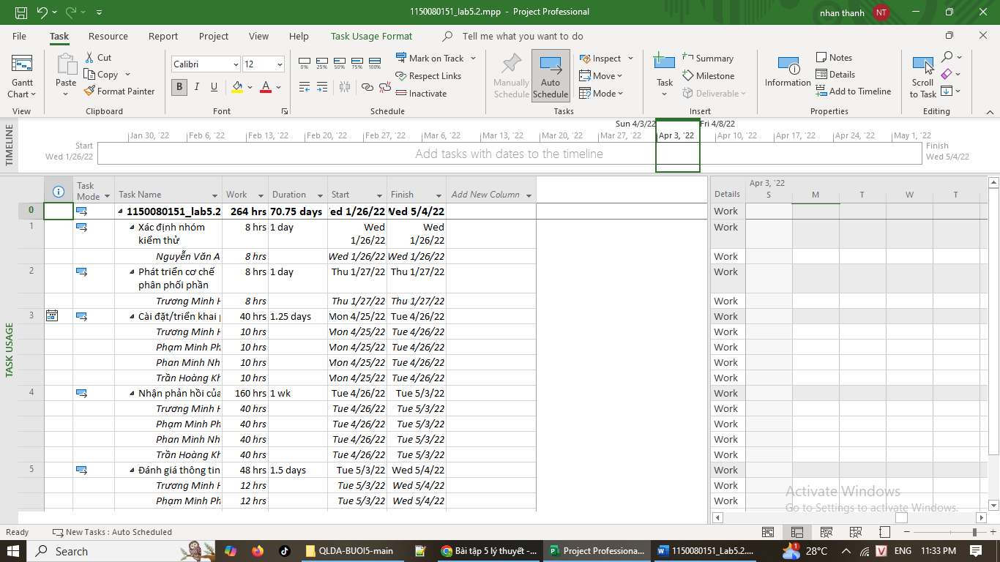 1150080151_lab5.2.mpp - Project Professional
nhan thanh NT
File Task Resource Report Project View Help Task Usage Format Tell me what you want to do
Gantt Chart
View
Paste
Cut
Copy
Format Painter
Clipboard
Calibri 12
B I U A
Font
0% 25% 50% 75% 100%
Mark on Track
Respect Links
Inactivate
Schedule
Manually Schedule
Auto Schedule
Inspect
Move
Mode
Tasks
Task
Summary
Milestone
Deliverable
Insert
Information
Notes
Details
Add to Timeline
Properties
Scroll to Task
Editing
TIMELINE
Sun 4/3/22 Fri 4/8/22
Jan 30, '22 Feb 6, '22 Feb 13, '22 Feb 20, '22 Feb 27, '22 Mar 6, '22 Mar 13, '22 Mar 20, '22 Mar 27, '22 Apr 3, '22 Apr 10, '22 Apr 17, '22 Apr 24, '22 May 1, '22
Start
Wed 1/26/22
Add tasks with dates to the timeline
Finish
Wed 5/4/22
TASK USAGE
Task Mode Task Name Work Duration Start Finish Add New Column Details
Apr 3, '22
S M T W T
0 1150080151_lab5.2 264 hrs 70.75 days ed 1/26/22 Wed 5/4/22 Work
1 Xác định nhóm 8 hrs 1 day Wed Wed Work
kiểm thử 1/26/22 1/26/22
Nguyễn Văn A 8 hrs Wed 1/26/22 Wed 1/26/22 Work
2 Phát triển cơ chế 8 hrs 1 day Thu 1/27/22 Thu 1/27/22 Work
phân phối phần
Trương Minh H 8 hrs Thu 1/27/22 Thu 1/27/22 Work
3 Cài đặt/triển khai 40 hrs 1.25 days Mon 4/25/22 Tue 4/26/22 Work
Trương Minh H 10 hrs Mon 4/25/22 Tue 4/26/22 Work
Phạm Minh Ph 10 hrs Mon 4/25/22 Tue 4/26/22 Work
Phan Minh Nh 10 hrs Mon 4/25/22 Tue 4/26/22 Work
Trần Hoàng Kh 10 hrs Mon 4/25/22 Tue 4/26/22 Work
4 Nhận phản hồi của 160 hrs 1 wk Tue 4/26/22 Tue 5/3/22 Work
Trương Minh H 40 hrs Tue 4/26/22 Tue 5/3/22 Work
Phạm Minh Ph 40 hrs Tue 4/26/22 Tue 5/3/22 Work
Phan Minh Nh 40 hrs Tue 4/26/22 Tue 5/3/22 Work
Trần Hoàng Kh 40 hrs Tue 4/26/22 Tue 5/3/22 Work
5 Đánh giá thông tin 48 hrs 1.5 days Tue 5/3/22 Wed 5/4/22 Work
Trương Minh H 12 hrs Tue 5/3/22 Wed 5/4/22 Work
Phạm Minh Ph 12 hrs Tue 5/3/22 Wed 5/4/22 Work
Activate Windows
Go to Settings to activate Windows.
Ready New Tasks : Auto Scheduled
Search QLDA-BUOI5-main Bài tập 5 lý thuyết -... Project Professiona... 1150080151_Lab5.2.... 1 28°C V ENG 11:33 PM